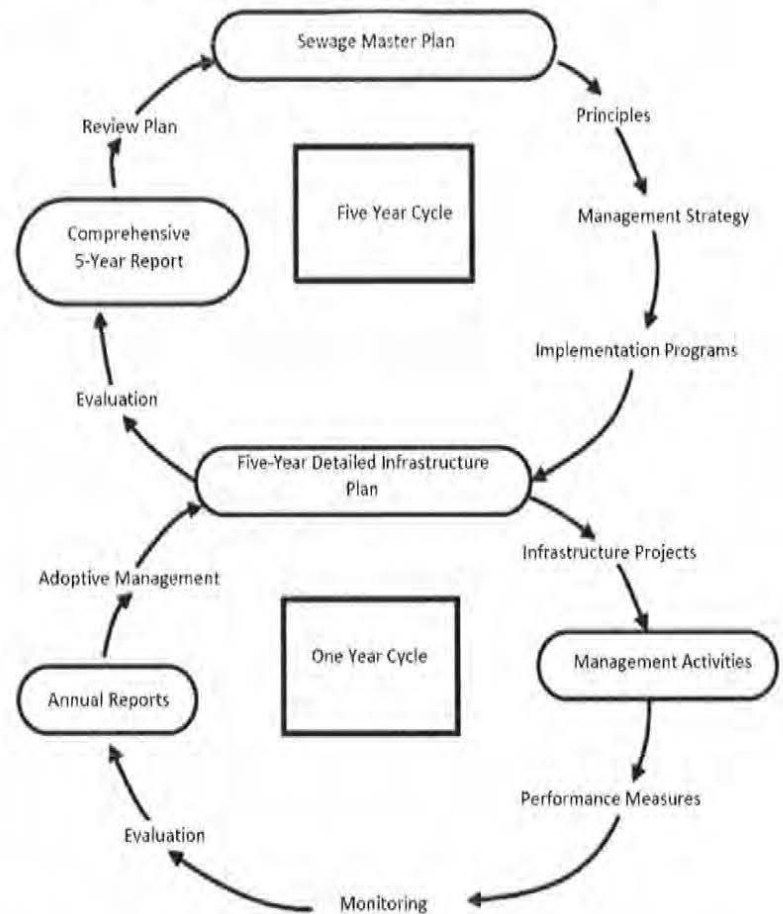 Sewage Master Plan
Principles
Review Plan
Five Year Cycle
Management Strategy
Comprehensive
5-Year Report
Implementation Programs
Evaluation
Five-Year Detailed Infrastructure
Plan
Infrastructure Projects
Adoptive Management
One Year Cycle
Management Activities
Annual Reports
Performance Measures
Evaluation
Monitoring